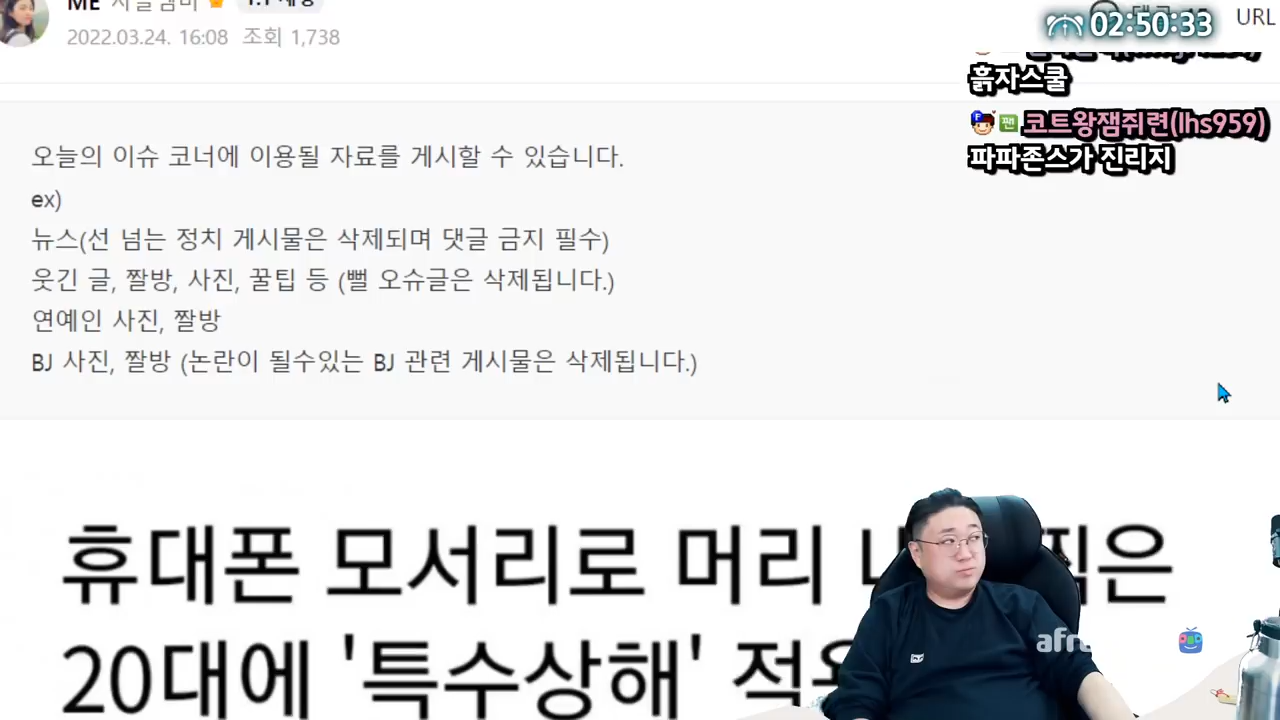 ME
2022.03.24. 16:08 조회 1,738
URL
02:50:33
흙자스쿨
팬 코트왕잼쥐련(lhs959)
파파존스가 진리지
오늘의 이슈 코너에 이용될 자료를 게시할 수 있습니다.
ex)
뉴스(선 넘는 정치 게시물은 삭제되며 댓글 금지 필수)
웃긴 글, 짤방, 사진, 꿀팁 등 (뻘 오슈글은 삭제됩니다.)
연예인 사진, 짤방
BJ 사진, 짤방 (논란이 될수있는 BJ 관련 게시물은 삭제됩니다.)
휴대폰 모서리로 머리
20대에 '특수상해'